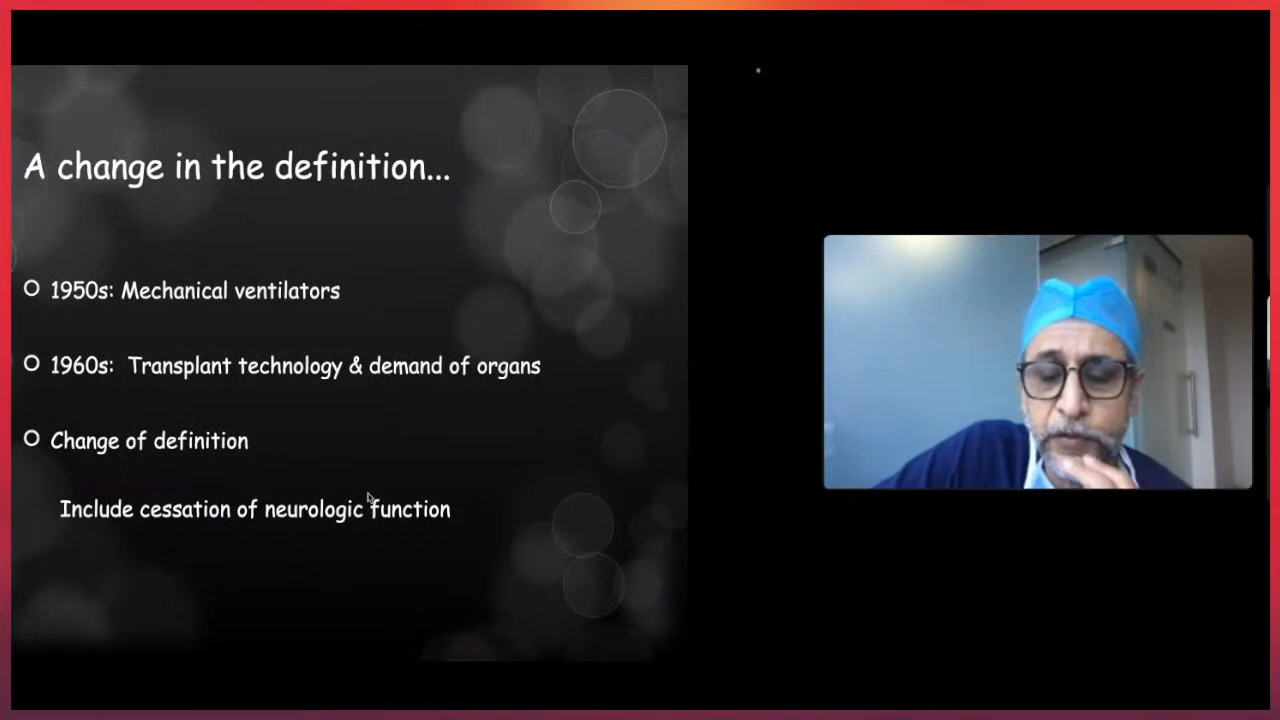 A change in the definition...
1950s: Mechanical ventilators
1960s: Transplant technology & demand of organs
Change of definition
Include cessation of neurologic function